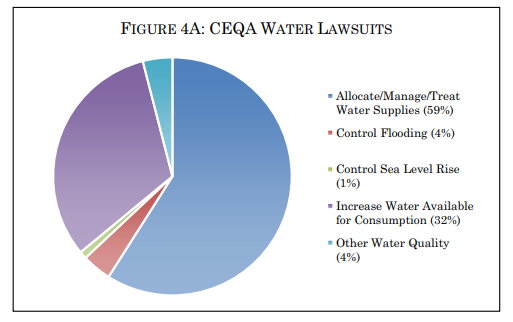 FIGURE 4A: CEQA WATER LAWSUITS
Allocate/Manage/Treat
Water Supplies (59%)
Control Flooding (4%)
Control Sea Level Rise
(1%)
Increase Water Available
for Consumption (32%)
Other Water Quality
(4%)